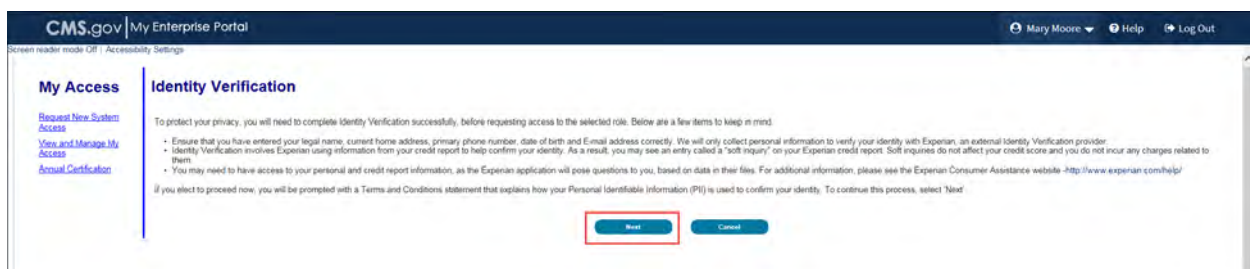 CMS.gov My Enterprise Portal
Mary Moore Help Log Out
Screen reader mode Off | Accessibility Settings
My Access
Request New System
Access
View and Manage My
Access
Annual Certification
Identity Verification
To protect your privacy, you will need to complete Identity Verification successfully, before requesting access to the selected role. Below are a few items to keep in mind.
• Ensure that you have entered your legal name, current home address, primary phone number, date of birth and E-mail address correctly. We will only collect personal information to verify your identity with Experian, an external Identity Verification provider.
• Identity Verification involves Experian using information from your credit report to help confirm your identity. As a result, you may see an entry called a "soft inquiry" on your Experian credit report. Soft inquiries do not affect your credit score and you do not incur any charges related to
them.
• You may need to have access to your personal and credit report information, as the Experian application will pose questions to you, based on data in their files. For additional information, please see the Experian Consumer Assistance website -http://www.experian.com/help/
If you elect to proceed now, you will be prompted with a Terms and Conditions statement that explains how your Personal Identifiable Information (PII) is used to confirm your identity. To continue this process, select 'Next'
Next
Cancel